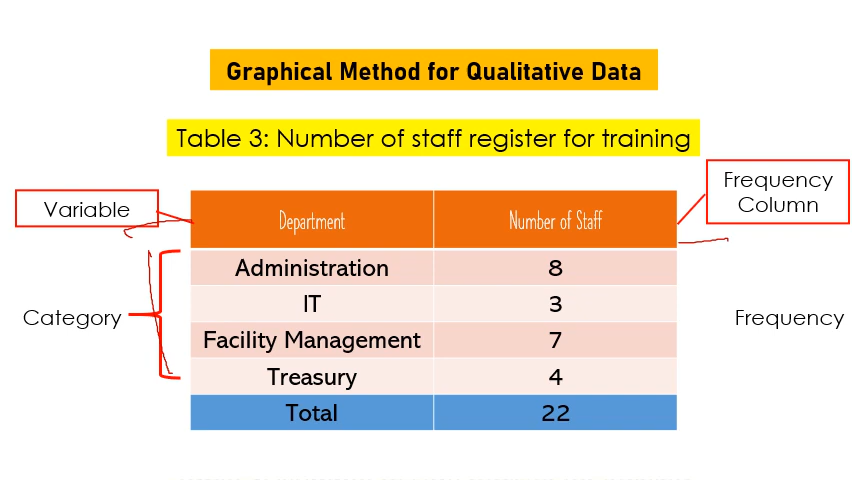 Graphical Method for Qualitative Data
Table 3: Number of staff register for training
Variable
Frequency
Column
Department Number of Staff
Administration 8
IT 3
Facility Management 7
Treasury 4
Total 22
Category
Frequency